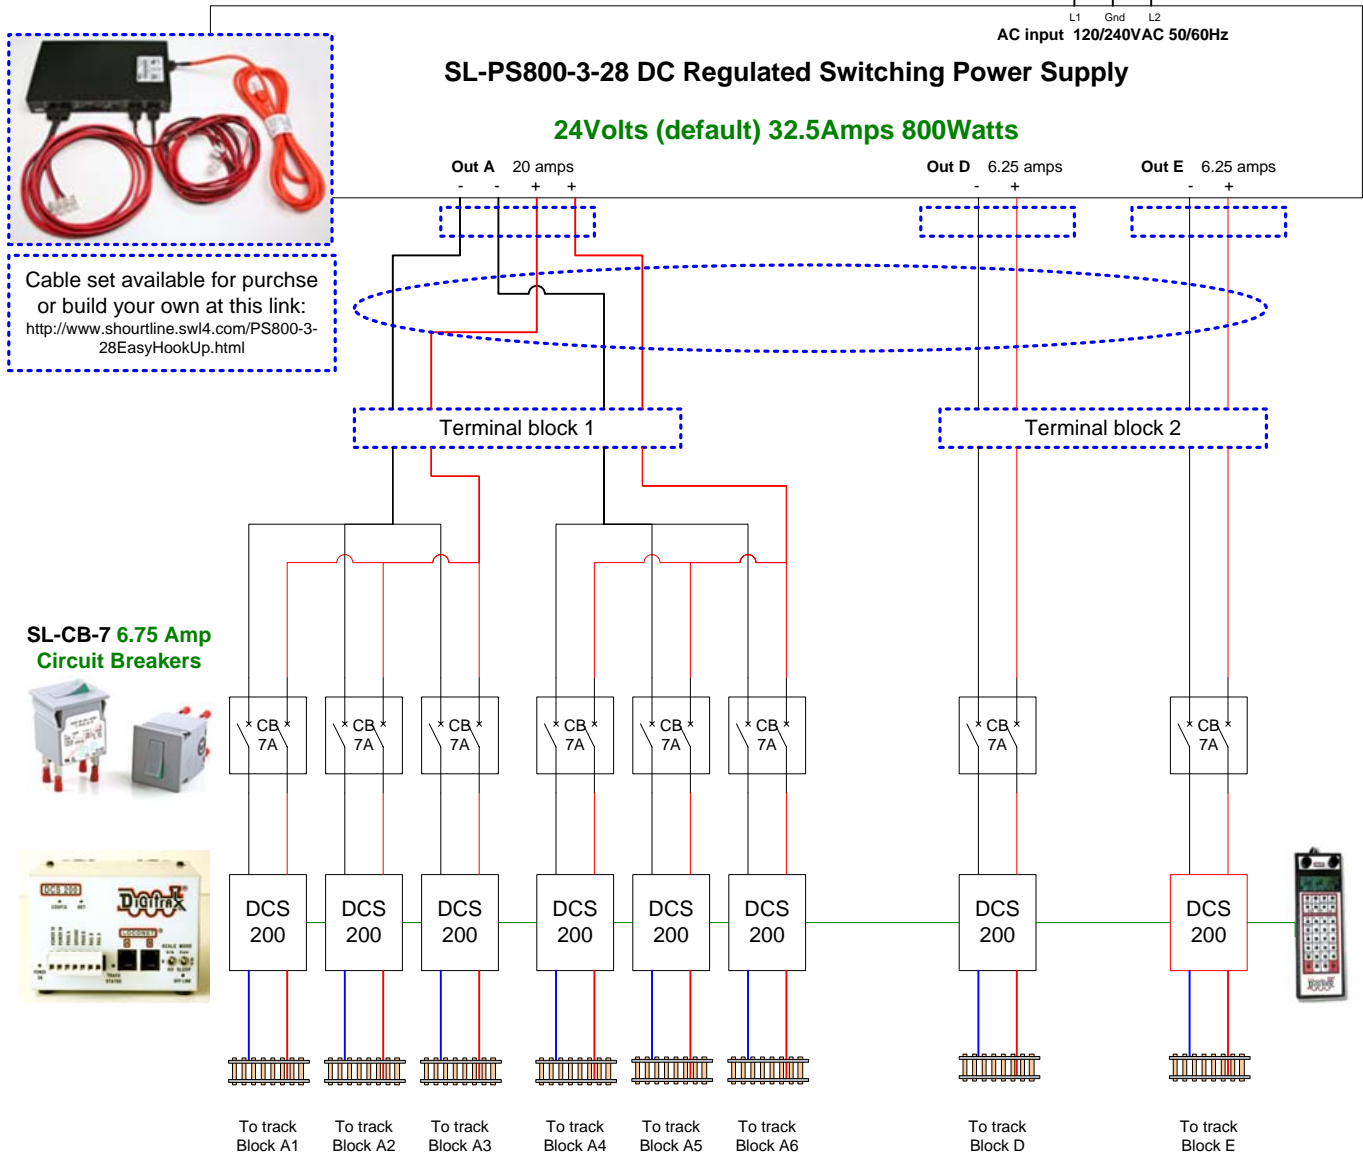 L1 Gnd L2
AC input 120/240VAC 50/60Hz
SL-PS800-3-28 DC Regulated Switching Power Supply
24Volts (default) 32.5Amps 800Watts
Out A 20 amps
Out D 6.25 amps
Out E 6.25 amps
- - + +
- +
- +
Cable set available for purchse
or build your own at this link:
http://www.shourtline.swl4.com/PS800-3-
28EasyHookUp.html
Terminal block 1
Terminal block 2
SL-CB-7 6.75 Amp
Circuit Breakers
CB
7A
CB
7A
CB
7A
CB
7A
CB
7A
CB
7A
CB
7A
CB
7A
DCS 200
DIGITRAX
LOCONET
SCALE MODE
DCS
200
DCS
200
DCS
200
DCS
200
DCS
200
DCS
200
DCS
200
DCS
200
To track
Block A1
To track
Block A2
To track
Block A3
To track
Block A4
To track
Block A5
To track
Block A6
To track
Block D
To track
Block E